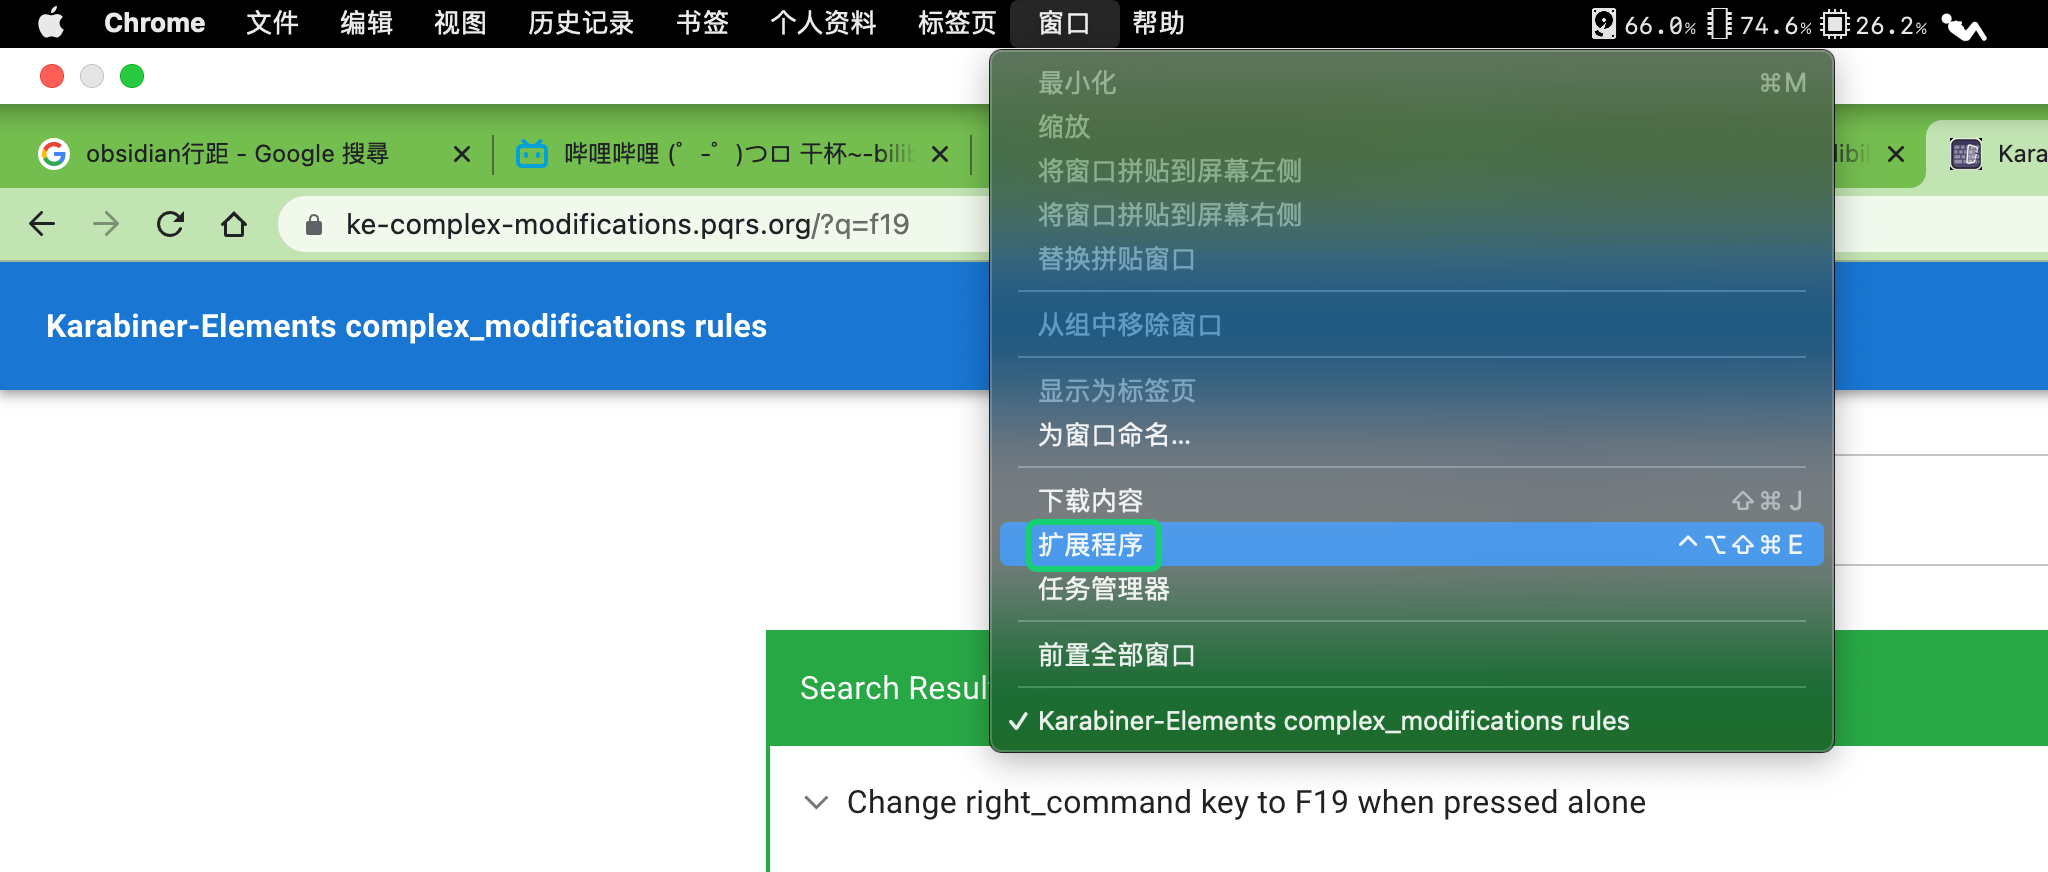 Chrome 文件 编辑 视图 历史记录 书签 个人资料 标签页 窗口 帮助 66.0% 74.6% 26.2%
obsidian行距 - Google 搜尋
哔哩哔哩 (゜-゜)つロ 干杯~-bilib
libil
Kara
ke-complex-modifications.pqrs.org/?q=f19
Karabiner-Elements complex_modifications rules
最小化 ⌘M
缩放
将窗口拼贴到屏幕左侧
将窗口拼贴到屏幕右侧
替换拼贴窗口
从组中移除窗口
显示为标签页
为窗口命名...
下载内容 ⇧⌘J
扩展程序 ^⌥⇧⌘E
任务管理器
前置全部窗口
✓ Karabiner-Elements complex_modifications rules
Search Resul
Change right_command key to F19 when pressed alone